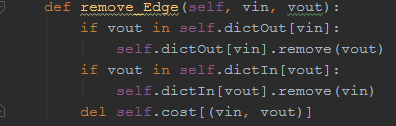 def remove_Edge(self, vin, vout):
    if vout in self.dictOut[vin]:
        self.dictOut[vin].remove(vout)
    if vout in self.dictIn[vout]:
        self.dictIn[vout].remove(vin)
    del self.cost[(vin, vout)]